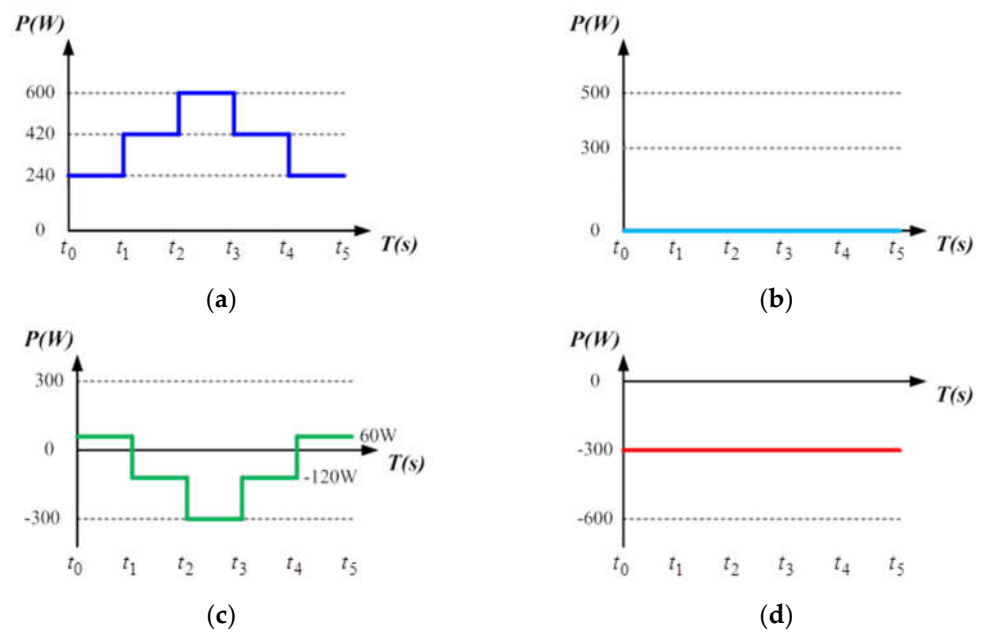 P(W)
600
420
240
0
t0 t1 t2 t3 t4 t5 T(s)
(a)
P(W)
500
300
0
t0 t1 t2 t3 t4 t5 T(s)
(b)
P(W)
300
0
-300
60W
-120W
T(s)
t0 t1 t2 t3 t4 t5
(c)
P(W)
0
-300
-600
T(s)
t0 t1 t2 t3 t4 t5
(d)